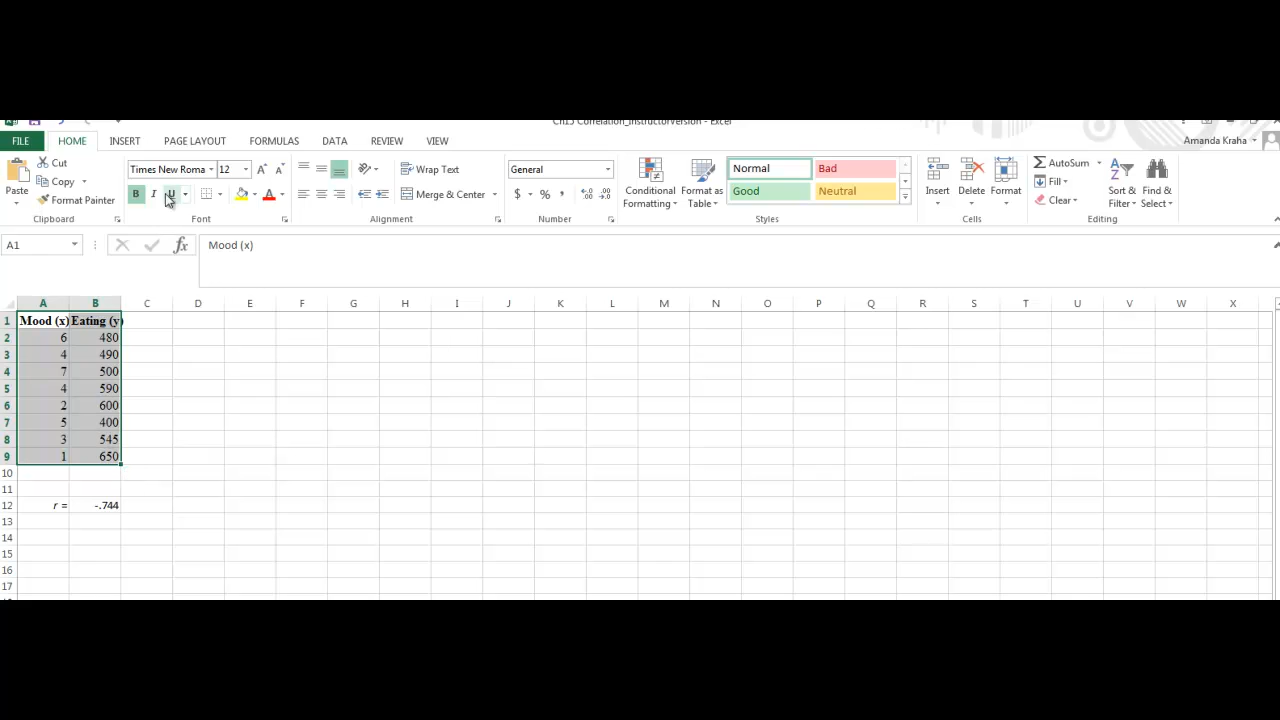 Ch15 Correlation_InstructorVersion - Excel
FILE HOME INSERT PAGE LAYOUT FORMULAS DATA REVIEW VIEW Amanda Kraha
Paste
Cut
Copy
Format Painter
Clipboard
Times New Roma 12
B I U
Font
Wrap Text
Merge & Center
Alignment
General
$ %
Number
Conditional Formatting
Format as Table
Normal Bad
Good Neutral
Styles
Insert Delete Format
Cells
AutoSum
Fill
Clear
Sort & Filter
Find & Select
Editing
A1 fx Mood (x)
A B C D E F G H I J K L M N O P Q R S T U V W X
1 Mood (x) Eating (y)
2 6 480
3 4 490
4 7 500
5 4 590
6 2 600
7 5 400
8 3 545
9 1 650
10
11
12 r = -.744
13
14
15
16
17